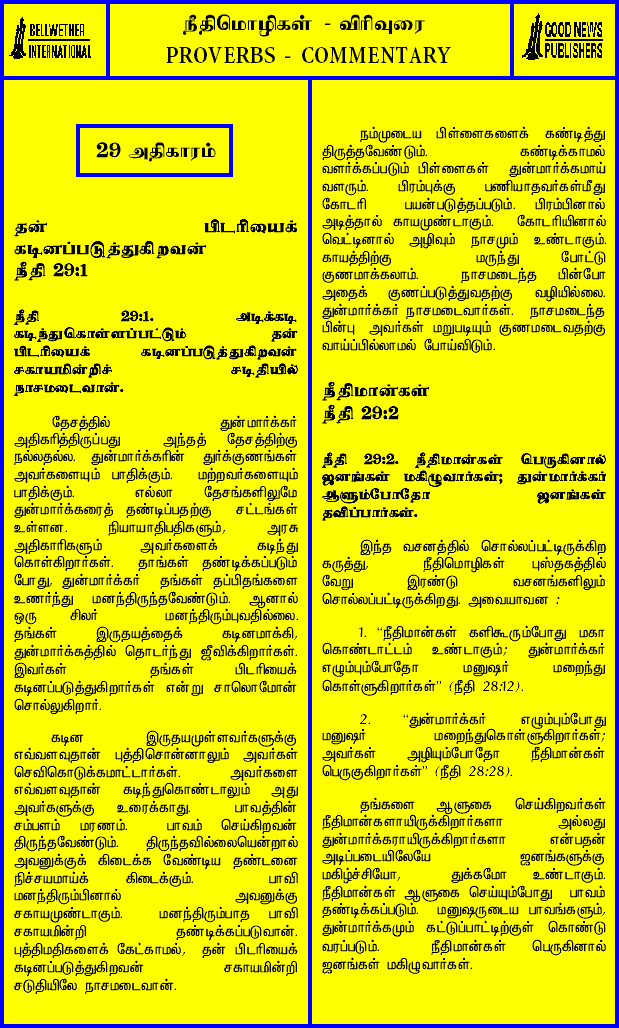 BELLWETHER
INTERNATIONAL
நீதிமொழிகள் - விரிவுரை
PROVERBS - COMMENTARY
GOOD NEWS
PUBLISHERS
29 அதிகாரம்
தன் பிடரியைக்
கடினப்படுத்துகிறவன்
நீதி 29:1
நீதி 29:1. அடிக்கடி
கடிந்துகொள்ளப்பட்டும் தன்
பிடரியைக் கடினப்படுத்துகிறவன்
சகாயமின்றிச் சடிதியில்
நாசமடைவான்.
தேசத்தில் துன்மார்க்கர்
அதிகரித்திருப்பது அந்தத் தேசத்திற்கு
நல்லதல்ல. துன்மார்க்கரின் துர்க்குணங்கள்
அவர்களையும் பாதிக்கும். மற்றவர்களையும்
பாதிக்கும். எல்லா தேசங்களிலுமே
துன்மார்க்கரைத் தண்டிப்பதற்கு சட்டங்கள்
உள்ளன. நியாயாதிபதிகளும், அரசு
அதிகாரிகளும் அவர்களைக் கடிந்து
கொள்கிறார்கள். தாங்கள் தண்டிக்கப்படும்
போது, துன்மார்க்கர் தங்கள் தப்பிதங்களை
உணர்ந்து மனந்திருந்தவேண்டும். ஆனால்
ஒரு சிலர் மனந்திரும்புவதில்லை.
தங்கள் இருதயத்தைக் கடினமாக்கி,
துன்மார்க்கத்தில் தொடர்ந்து ஜீவிக்கிறார்கள்.
இவர்கள் தங்கள் பிடரியைக்
கடினப்படுத்துகிறார்கள் என்று சாலொமோன்
சொல்லுகிறார்.
கடின இருதயமுள்ளவர்களுக்கு
எவ்வளவுதான் புத்திசொன்னாலும் அவர்கள்
செவிகொடுக்கமாட்டார்கள். அவர்களை
எவ்வளவுதான் கடிந்துகொண்டாலும் அது
அவர்களுக்கு உரைக்காது. பாவத்தின்
சம்பளம் மரணம். பாவம் செய்கிறவன்
திருந்தவேண்டும். திருந்தவில்லையென்றால்
அவனுக்குக் கிடைக்க வேண்டிய தண்டனை
நிச்சயமாய்க் கிடைக்கும். பாவி
மனந்திரும்பினால் அவனுக்கு
சகாயமுண்டாகும். மனந்திரும்பாத பாவி
சகாயமின்றி தண்டிக்கப்படுவான்.
புத்திமதிகளைக் கேட்காமல், தன் பிடரியைக்
கடினப்படுத்துகிறவன் சகாயமின்றி
சடுதியிலே நாசமடைவான்.
நம்முடைய பிள்ளைகளைக் கண்டித்து
திருத்தவேண்டும். கண்டிக்காமல்
வளர்க்கப்படும் பிள்ளைகள் துன்மார்க்கமாய்
வளரும். பிரம்புக்கு பணியாதவர்கள்மீது
கோடரி பயன்படுத்தப்படும். பிரம்பினால்
அடித்தால் காயமுண்டாகும். கோடரியினால்
வெட்டினால் அழிவும் நாசமும் உண்டாகும்.
காயத்திற்கு மருந்து போட்டு
குணமாக்கலாம். நாசமடைந்த பின்போ
அதைக் குணப்படுத்துவதற்கு வழியில்லை.
துன்மார்க்கர் நாசமடைவார்கள். நாசமடைந்த
பின்பு அவர்கள் மறுபடியும் குணமடைவதற்கு
வாய்ப்பில்லாமல் போய்விடும்.
நீதிமான்கள்
நீதி 29:2
நீதி 29:2. நீதிமான்கள் பெருகினால்
ஜனங்கள் மகிழுவார்கள்; துன்மார்க்கர்
ஆளும்போதோ ஜனங்கள்
தவிப்பார்கள்.
இந்த வசனத்தில் சொல்லப்பட்டிருக்கிற
கருத்து, நீதிமொழிகள் புஸ்தகத்தில்
வேறு இரண்டு வசனங்களிலும்
சொல்லப்பட்டிருக்கிறது. அவையாவன :
1. “நீதிமான்கள் களிகூரும்போது மகா
கொண்டாட்டம் உண்டாகும்; துன்மார்க்கர்
எழும்பும்போதோ மனுஷர் மறைந்து
கொள்ளுகிறார்கள்” (நீதி 28:12).
2. “துன்மார்க்கர் எழும்பும்போது
மனுஷர் மறைந்துகொள்ளுகிறார்கள்;
அவர்கள் அழியும்போதோ நீதிமான்கள்
பெருகுகிறார்கள்” (நீதி 28:28).
தங்களை ஆளுகை செய்கிறவர்கள்
நீதிமான்களாயிருக்கிறார்களா அல்லது
துன்மார்க்கராயிருக்கிறார்களா என்பதன்
அடிப்படையிலேயே ஜனங்களுக்கு
மகிழ்ச்சியோ, துக்கமோ உண்டாகும்.
நீதிமான்கள் ஆளுகை செய்யும்போது பாவம்
தண்டிக்கப்படும். மனுஷருடைய பாவங்களும்,
துன்மார்க்கமும் கட்டுப்பாட்டிற்குள் கொண்டு
வரப்படும். நீதிமான்கள் பெருகினால்
ஜனங்கள் மகிழுவார்கள்.